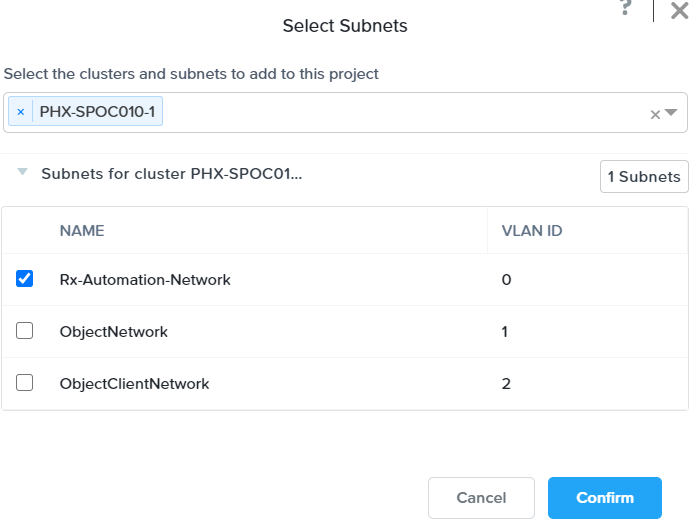 ?
Select Subnets
Select the clusters and subnets to add to this project
× PHX-SPOC010-1 ×
Subnets for cluster PHX-SPOC01... 1 Subnets
NAME VLAN ID
Rx-Automation-Network 0
ObjectNetwork 1
ObjectClientNetwork 2
Cancel Confirm